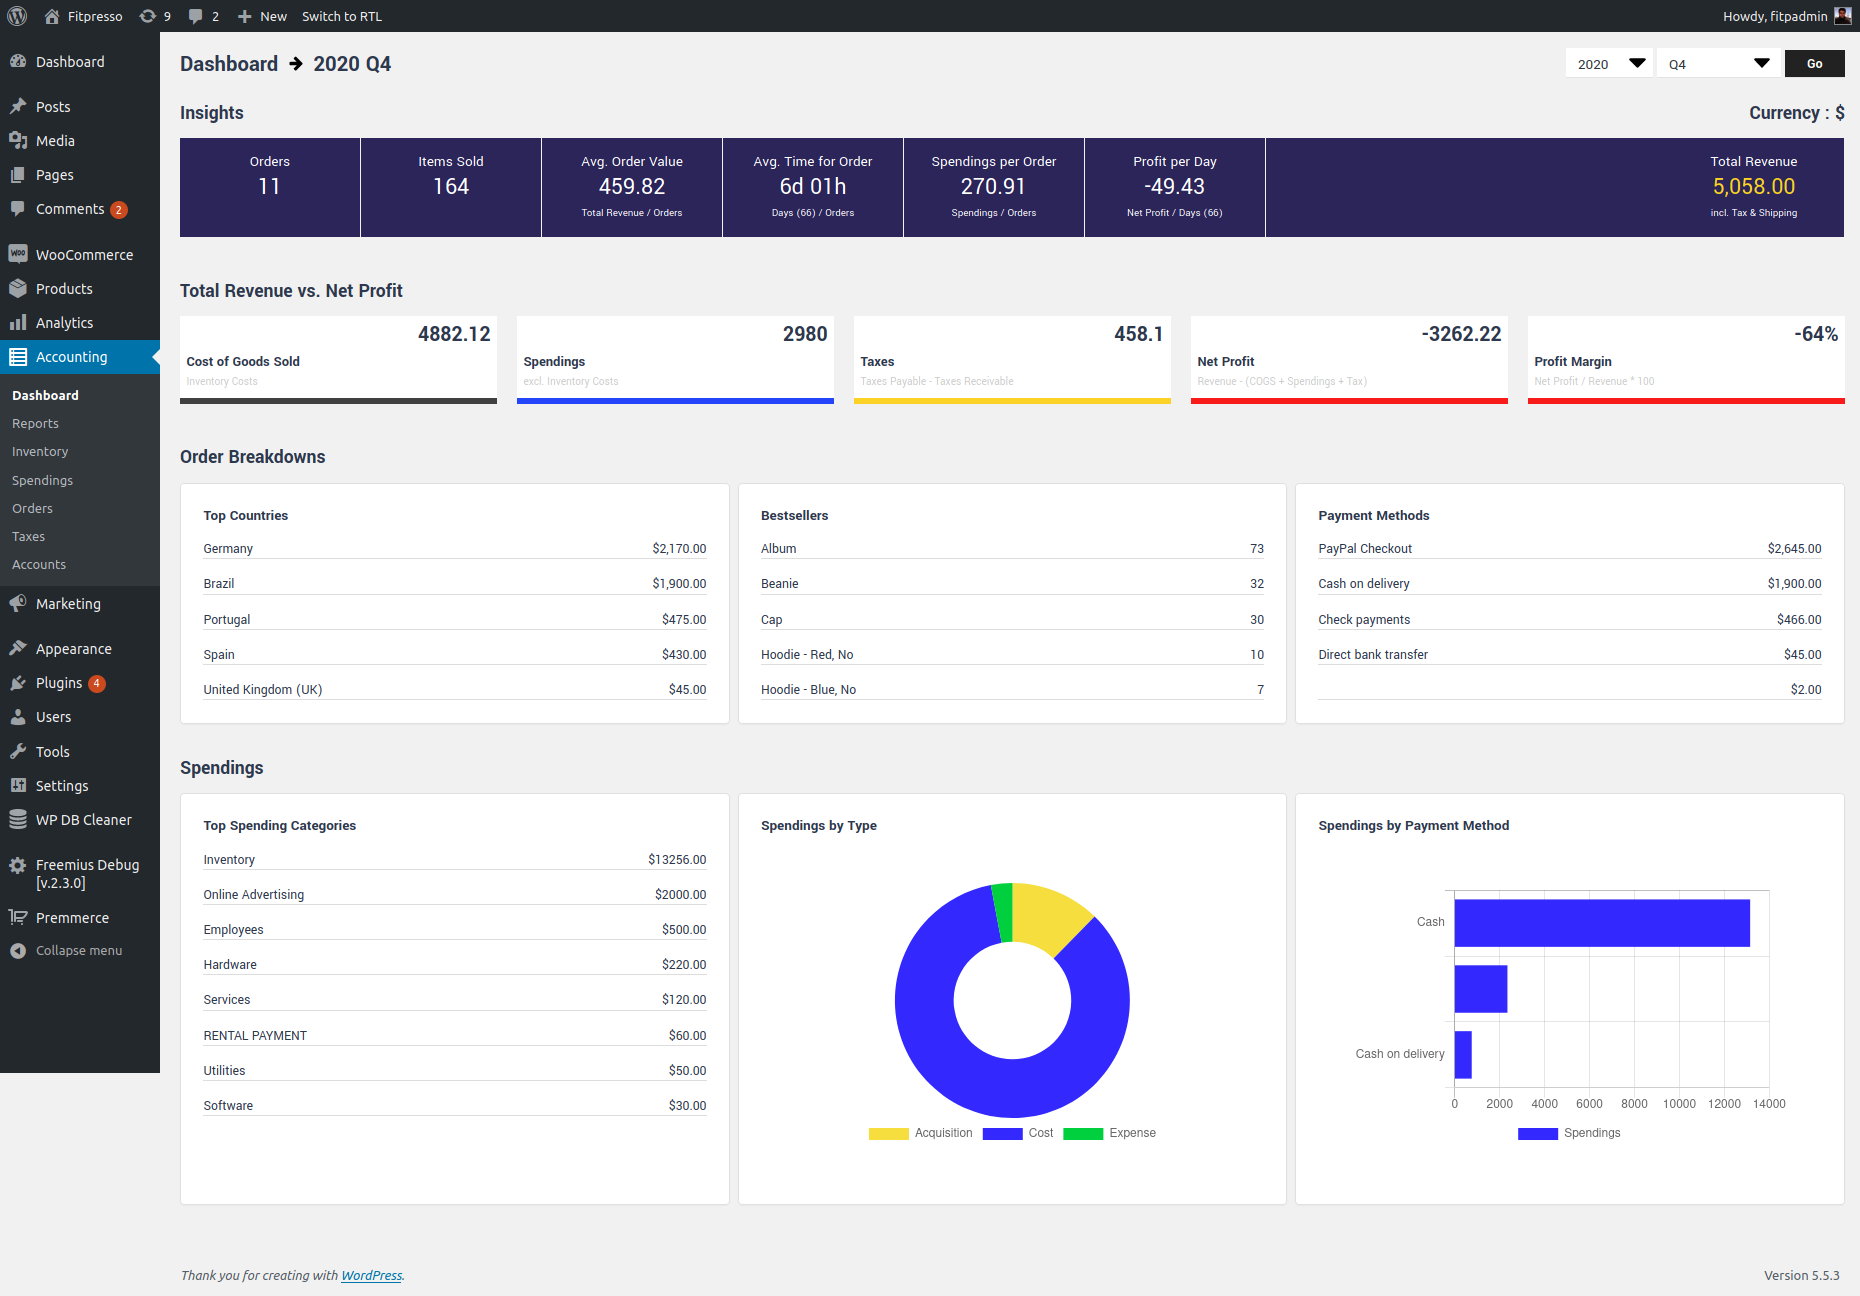 Fitpresso 9 2 New Switch to RTL Howdy, fitpadmin
Dashboard
Posts
Media
Pages
Comments 2
WooCommerce
Products
Analytics
Accounting
Dashboard
Reports
Inventory
Spendings
Orders
Taxes
Accounts
Marketing
Appearance
Plugins 4
Users
Tools
Settings
WP DB Cleaner
Freemius Debug
[v.2.3.0]
Premmerce
Collapse menu
Dashboard ➔ 2020 Q4
2020 Q4 Go
Insights
Currency : $
Orders
11
Items Sold
164
Avg. Order Value
459.82
Total Revenue / Orders
Avg. Time for Order
6d 01h
Days (66) / Orders
Spendings per Order
270.91
Spendings / Orders
Profit per Day
-49.43
Net Profit / Days (66)
Total Revenue
5,058.00
incl. Tax & Shipping
Total Revenue vs. Net Profit
4882.12
Cost of Goods Sold
Inventory Costs
2980
Spendings
excl. Inventory Costs
458.1
Taxes
Taxes Payable - Taxes Receivable
-3262.22
Net Profit
Revenue - (COGS + Spendings + Tax)
-64%
Profit Margin
Net Profit / Revenue * 100
Order Breakdowns
Top Countries
Germany $2,170.00
Brazil $1,900.00
Portugal $475.00
Spain $430.00
United Kingdom (UK) $45.00
Bestsellers
Album 73
Beanie 32
Cap 30
Hoodie - Red, No 10
Hoodie - Blue, No 7
Payment Methods
PayPal Checkout $2,645.00
Cash on delivery $1,900.00
Check payments $466.00
Direct bank transfer $45.00
$2.00
Spendings
Top Spending Categories
Inventory $13256.00
Online Advertising $2000.00
Employees $500.00
Hardware $220.00
Services $120.00
RENTAL PAYMENT $60.00
Utilities $50.00
Software $30.00
Spendings by Type
Acquisition Cost Expense
Spendings by Payment Method
Cash
Cash on delivery
0 2000 4000 6000 8000 10000 12000 14000
Spendings
Thank you for creating with WordPress.
Version 5.5.3